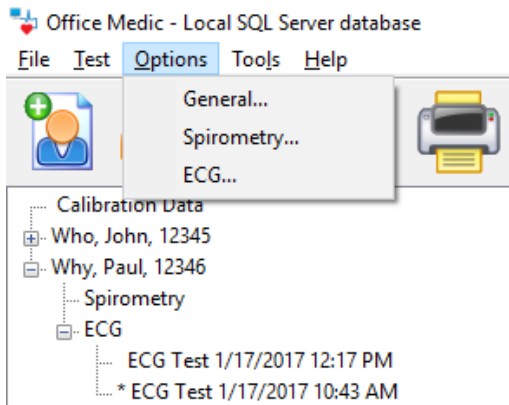 Office Medic - Local SQL Server database
File Test Options Tools Help
General...
Spirometry...
ECG...
Calibration Data
Who, John, 12345
Why, Paul, 12346
Spirometry
ECG
ECG Test 1/17/2017 12:17 PM
* ECG Test 1/17/2017 10:43 AM